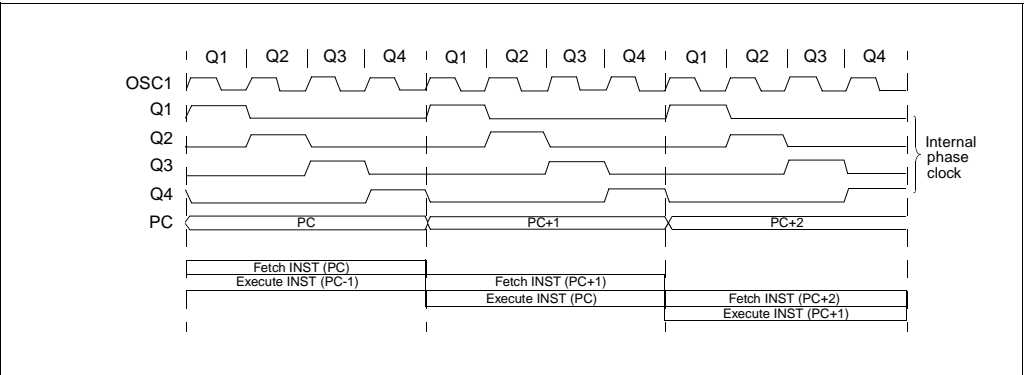 Q1 Q2 Q3 Q4 Q1 Q2 Q3 Q4 Q1 Q2 Q3 Q4
OSC1
Q1
Q2
Q3
Q4
PC PC PC+1 PC+2
Internal
phase
clock
Fetch INST (PC)
Execute INST (PC-1) Fetch INST (PC+1)
Execute INST (PC) Fetch INST (PC+2)
Execute INST (PC+1)